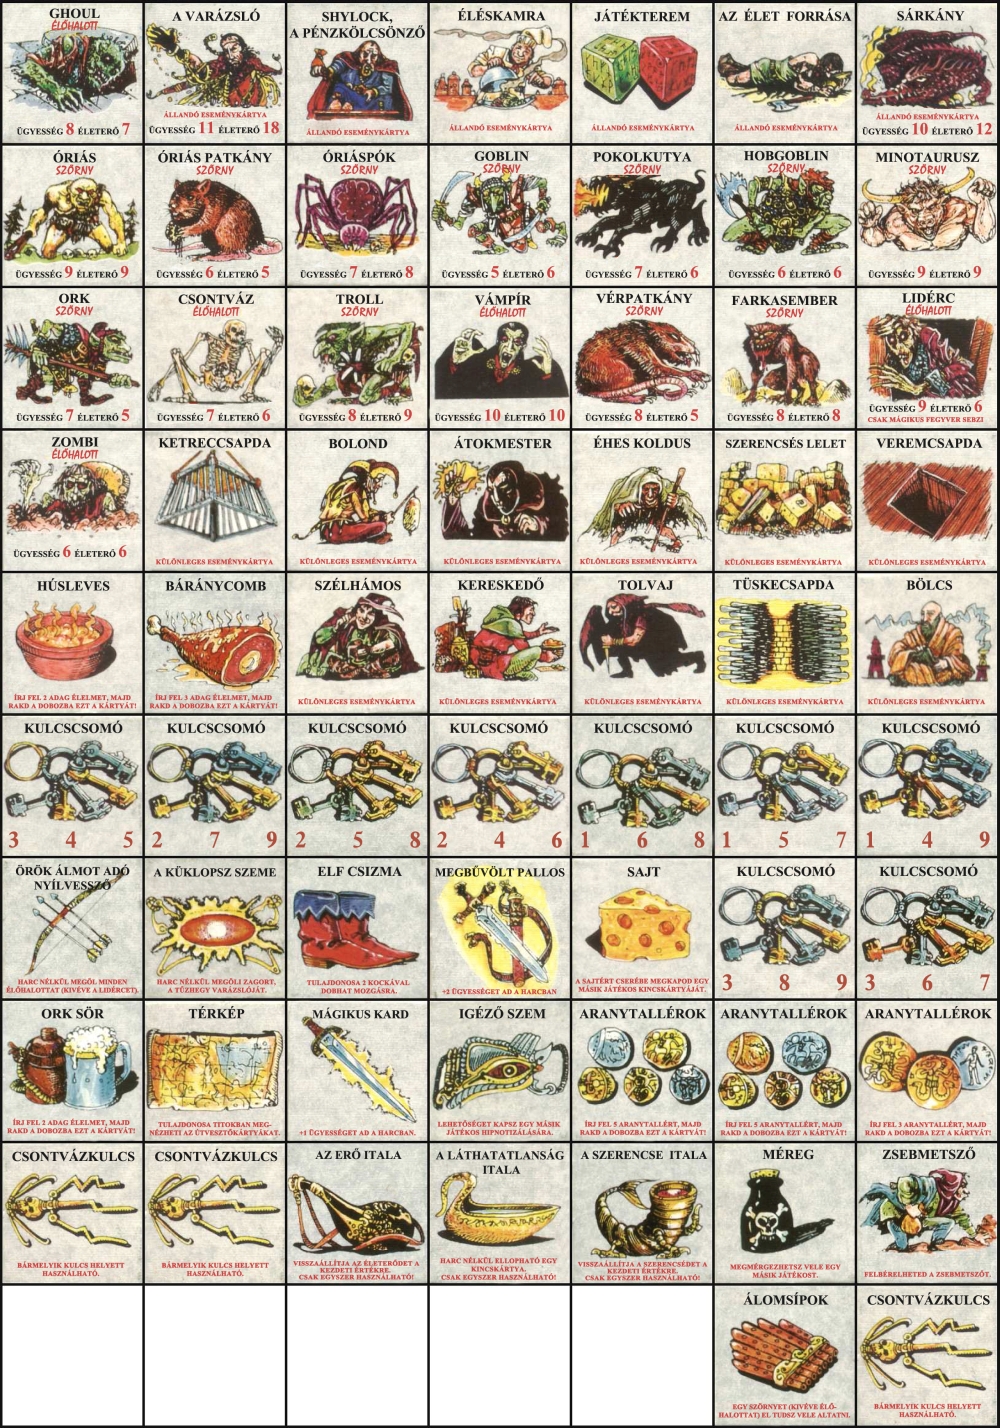 GHOUL
ÉLŐHALOTT
ÜGYESSÉG 8 ÉLETERŐ 7
A VARÁZSLÓ
ÁLLANDÓ ESEMÉNYKÁRTYA
ÜGYESSÉG 11 ÉLETERŐ 18
SHYLOCK,
A PÉNZKÖLCSÖNZŐ
ÁLLANDÓ ESEMÉNYKÁRTYA
ÉLÉSKAMRA
ÁLLANDÓ ESEMÉNYKÁRTYA
JÁTÉKTEREM
ÁLLANDÓ ESEMÉNYKÁRTYA
AZ ÉLET FORRÁSA
ÁLLANDÓ ESEMÉNYKÁRTYA
SÁRKÁNY
ÁLLANDÓ ESEMÉNYKÁRTYA
ÜGYESSÉG 10 ÉLETERŐ 12
ÓRIÁS
SZÖRNY
ÜGYESSÉG 9 ÉLETERŐ 9
ÓRIÁS PATKÁNY
SZÖRNY
ÜGYESSÉG 6 ÉLETERŐ 5
ÓRIÁSPÓK
SZÖRNY
ÜGYESSÉG 7 ÉLETERŐ 8
GOBLIN
SZÖRNY
ÜGYESSÉG 5 ÉLETERŐ 6
POKOLKUTYA
SZÖRNY
ÜGYESSÉG 7 ÉLETERŐ 6
HOBGOBLIN
SZÖRNY
ÜGYESSÉG 6 ÉLETERŐ 6
MINOTAURUSZ
SZÖRNY
ÜGYESSÉG 9 ÉLETERŐ 9
ORK
SZÖRNY
ÜGYESSÉG 7 ÉLETERŐ 5
CSONTVÁZ
ÉLŐHALOTT
ÜGYESSÉG 7 ÉLETERŐ 6
TROLL
SZÖRNY
ÜGYESSÉG 8 ÉLETERŐ 9
VÁMPÍR
ÉLŐHALOTT
ÜGYESSÉG 10 ÉLETERŐ 10
VÉRPATKÁNY
SZÖRNY
ÜGYESSÉG 8 ÉLETERŐ 5
FARKASEMBER
SZÖRNY
ÜGYESSÉG 8 ÉLETERŐ 8
LIDÉRC
ÉLŐHALOTT
ÜGYESSÉG 9 ÉLETERŐ 6
CSAK MÁGIKUS FEGYVER SEBZI
ZOMBI
ÉLŐHALOTT
ÜGYESSÉG 6 ÉLETERŐ 6
KETRECCSAPDA
KÜLÖNLEGES ESEMÉNYKÁRTYA
BOLOND
KÜLÖNLEGES ESEMÉNYKÁRTYA
ÁTOKMESTER
KÜLÖNLEGES ESEMÉNYKÁRTYA
ÉHES KOLDUS
KÜLÖNLEGES ESEMÉNYKÁRTYA
SZERENCSÉS LELET
KÜLÖNLEGES ESEMÉNYKÁRTYA
VEREMCSAPDA
KÜLÖNLEGES ESEMÉNYKÁRTYA
HÚSLEVES
ÍRJ FEL 2 ADAG ÉLELMET, MAJD
RAKD A DOBOZBA EZT A KÁRTYÁT!
BÁRÁNYCOMB
ÍRJ FEL 3 ADAG ÉLELMET, MAJD
RAKD A DOBOZBA EZT A KÁRTYÁT!
SZÉLHÁMOS
KÜLÖNLEGES ESEMÉNYKÁRTYA
KERESKEDŐ
KÜLÖNLEGES ESEMÉNYKÁRTYA
TOLVAJ
KÜLÖNLEGES ESEMÉNYKÁRTYA
TÜSKECSAPDA
KÜLÖNLEGES ESEMÉNYKÁRTYA
BÖLCS
KÜLÖNLEGES ESEMÉNYKÁRTYA
KULCSCSOMÓ
3 4 5
KULCSCSOMÓ
2 7 9
KULCSCSOMÓ
2 5 8
KULCSCSOMÓ
2 4 6
KULCSCSOMÓ
1 6 8
KULCSCSOMÓ
1 5 7
KULCSCSOMÓ
1 4 9
ÖRÖK ÁLMOT ADÓ
NYÍLVESSZŐ
HARC NÉLKÜL MEGÖL MINDEN
ÉLŐHALOTTAT (KIVÉVE A LIDÉRCET).
A KÜKLOPSZ SZEME
HARC NÉLKÜL MEGÖLI ZAGORT,
A TŰZHEGY VARÁZSLÓJÁT.
ELF CSIZMA
TULAJDONOSA 2 KOCKÁVAL
DOBHAT MOZGÁSRA.
MEGBŰVÖLT PALLOS
+2 ÜGYESSÉGET AD A HARCBAN
SAJT
A SAJTÉRT CSERÉBE MEGKAPOD EGY
MÁSIK JÁTÉKOS KINCSKÁRTYÁJÁT.
KULCSCSOMÓ
3 8 9
KULCSCSOMÓ
3 6 7
ORK SÖR
ÍRJ FEL 2 ADAG ÉLELMET, MAJD
RAKD A DOBOZBA EZT A KÁRTYÁT!
TÉRKÉP
TULAJDONOSA TITOKBAN MEG-
NÉZHETI AZ ÚTVESZTŐKÁRTYÁKAT.
MÁGIKUS KARD
+1 ÜGYESSÉGET AD A HARCBAN.
IGÉZŐ SZEM
LEHETŐSÉGET KAPSZ EGY MÁSIK
JÁTÉKOS HIPNOTIZÁLÁSÁRA.
ARANYTALLÉROK
ÍRJ FEL 5 ARANYTALLÉRT, MAJD
RAKD A DOBOZBA EZT A KÁRTYÁT!
ARANYTALLÉROK
ÍRJ FEL 5 ARANYTALLÉRT, MAJD
RAKD A DOBOZBA EZT A KÁRTYÁT!
ARANYTALLÉROK
ÍRJ FEL 3 ARANYTALLÉRT, MAJD
RAKD A DOBOZBA EZT A KÁRTYÁT!
CSONTVÁZKULCS
BÁRMELYIK KULCS HELYETT
HASZNÁLHATÓ.
CSONTVÁZKULCS
BÁRMELYIK KULCS HELYETT
HASZNÁLHATÓ.
AZ ERŐ ITALA
VISSZAÁLLÍTJA AZ ÉLETERŐDET A
KEZDETI ÉRTÉKRE.
CSAK EGYSZER HASZNÁLHATÓ!
A LÁTHATATLANSÁG
ITALA
HARC NÉLKÜL ELLOPHATÓ EGY
KINCSKÁRTYA.
CSAK EGYSZER HASZNÁLHATÓ!
A SZERENCSE ITALA
VISSZAÁLLÍTJA A SZERENCSÉDET A
KEZDETI ÉRTÉKRE.
CSAK EGYSZER HASZNÁLHATÓ!
MÉREG
MEGMÉRGEZHETSZ VELE EGY
MÁSIK JÁTÉKOST.
ZSEBMETSZŐ
FELBÉRELHETED A ZSEBMETSZŐT.
ÁLOMSÍPOK
EGY SZÖRNYET (KIVÉVE ÉLŐ-
HALOTTAT) EL TUDSZ VELE ALTATNI.
CSONTVÁZKULCS
BÁRMELYIK KULCS HELYETT
HASZNÁLHATÓ.